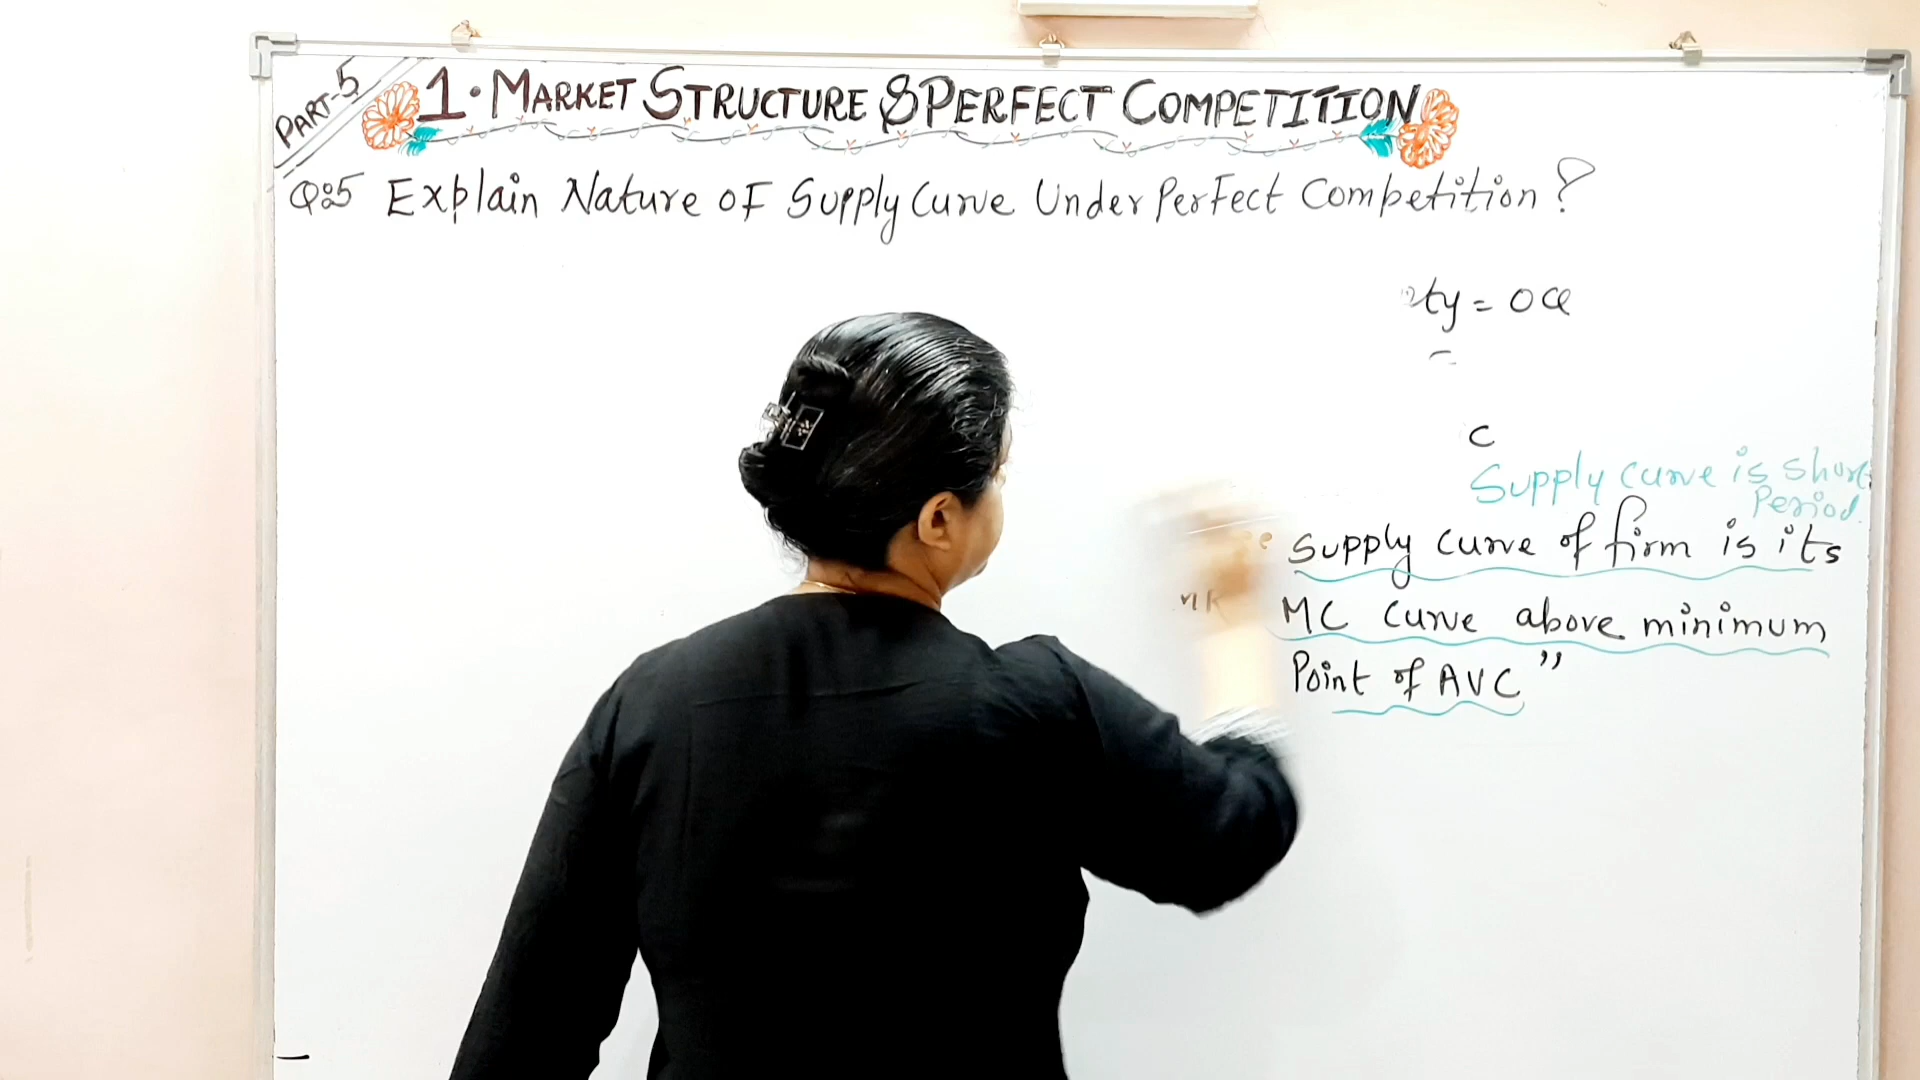 PART-5
1. MARKET STRUCTURE & PERFECT COMPETITION
Q:5 Explain Nature of Supply Curve Under Perfect Competition?
ty = OQ
C
Supply curve is short
Period.
Supply curve of firm is its
MC curve above minimum
Point of AVC"